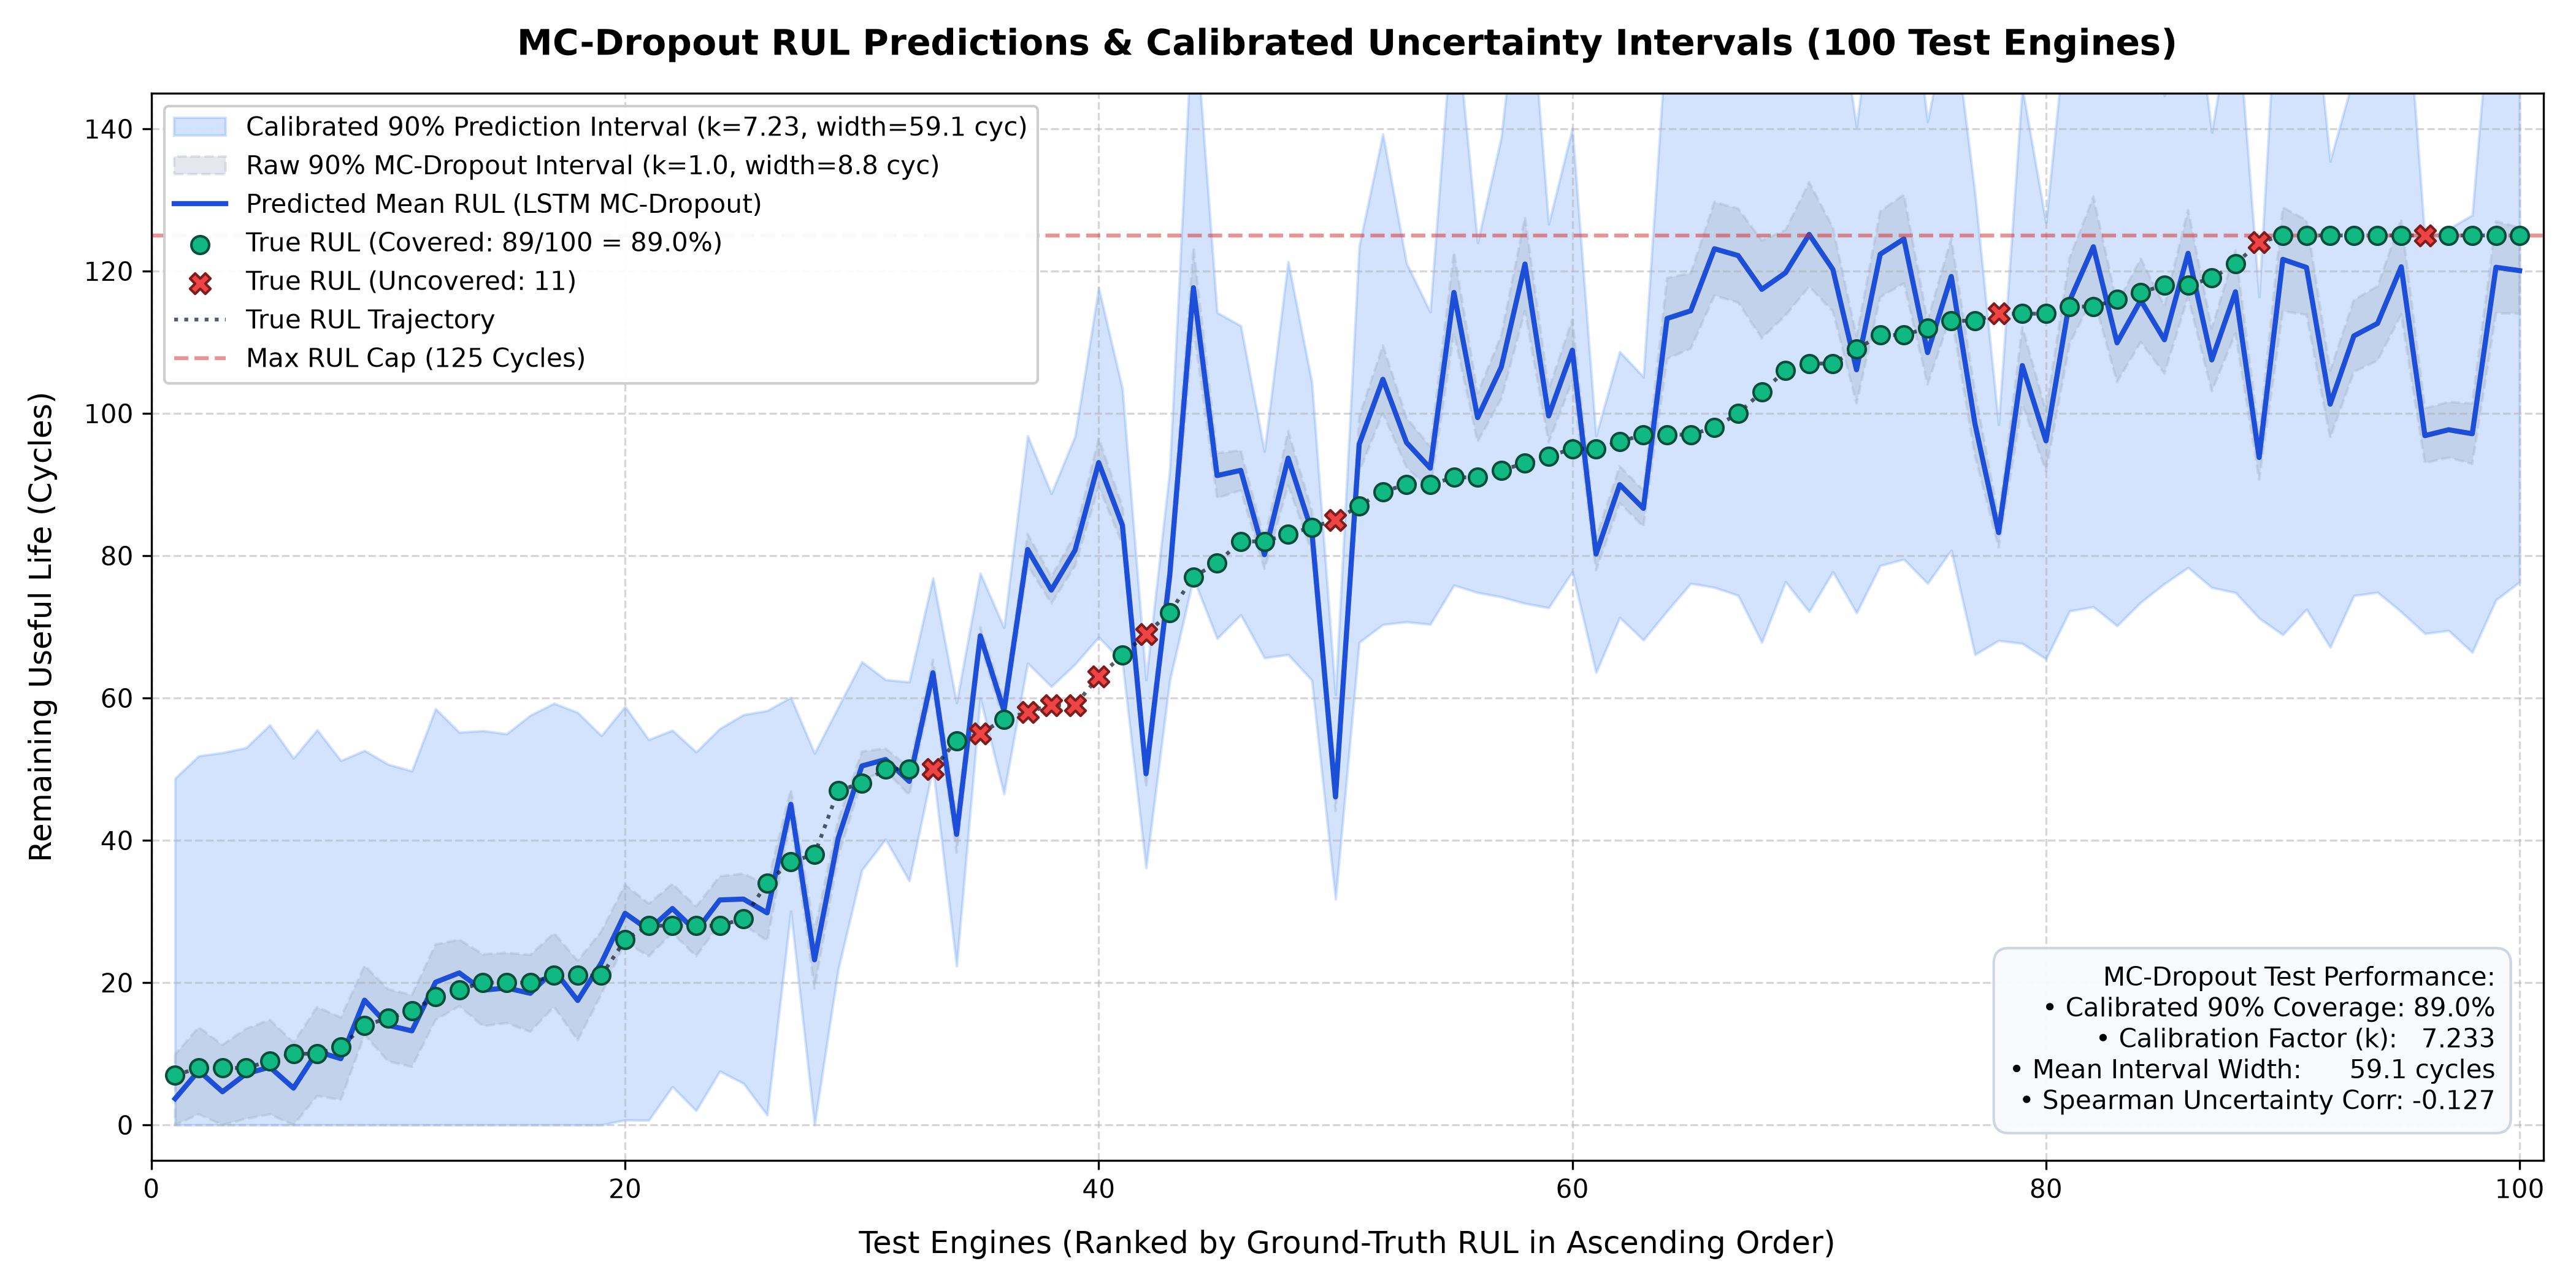 MC-Dropout RUL Predictions & Calibrated Uncertainty Intervals (100 Test Engines)
Calibrated 90% Prediction Interval (k=7.23, width=59.1 cyc)
Raw 90% MC-Dropout Interval (k=1.0, width=8.8 cyc)
Predicted Mean RUL (LSTM MC-Dropout)
True RUL (Covered: 89/100 = 89.0%)
True RUL (Uncovered: 11)
True RUL Trajectory
Max RUL Cap (125 Cycles)
Remaining Useful Life (Cycles)
140
120
100
80
60
40
20
0
MC-Dropout Test Performance:
• Calibrated 90% Coverage: 89.0%
• Calibration Factor (k): 7.233
• Mean Interval Width: 59.1 cycles
• Spearman Uncertainty Corr: -0.127
0 20 40 60 80 100
Test Engines (Ranked by Ground-Truth RUL in Ascending Order)